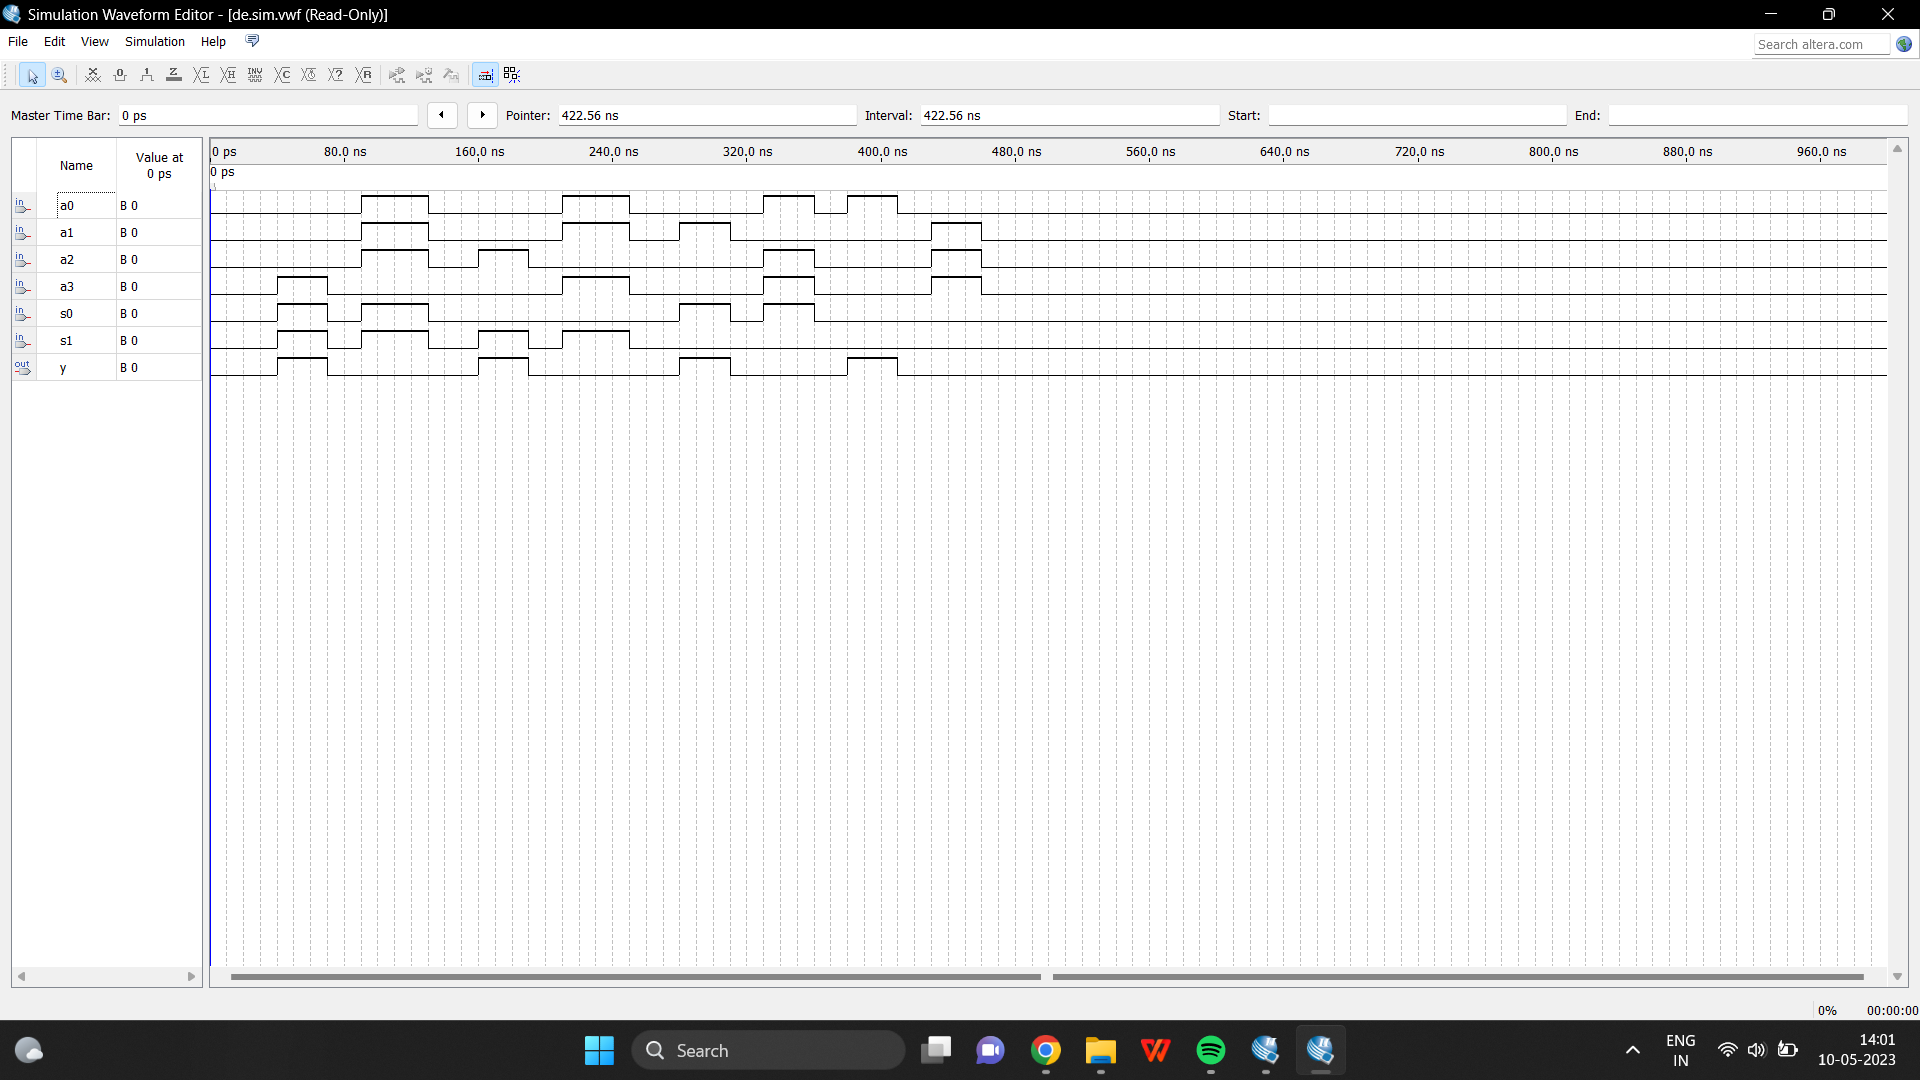 Simulation Waveform Editor - [de.sim.vwf (Read-Only)]
File Edit View Simulation Help
Search altera.com
Master Time Bar: 0 ps Pointer: 422.56 ns Interval: 422.56 ns Start: End:
Name Value at 0 ps
0 ps 80.0 ns 160.0 ns 240.0 ns 320.0 ns 400.0 ns 480.0 ns 560.0 ns 640.0 ns 720.0 ns 800.0 ns 880.0 ns 960.0 ns
0 ps
in a0 B 0
in a1 B 0
in a2 B 0
in a3 B 0
in s0 B 0
in s1 B 0
out y B 0
0% 00:00:00
Search
ENG
IN
14:01
10-05-2023